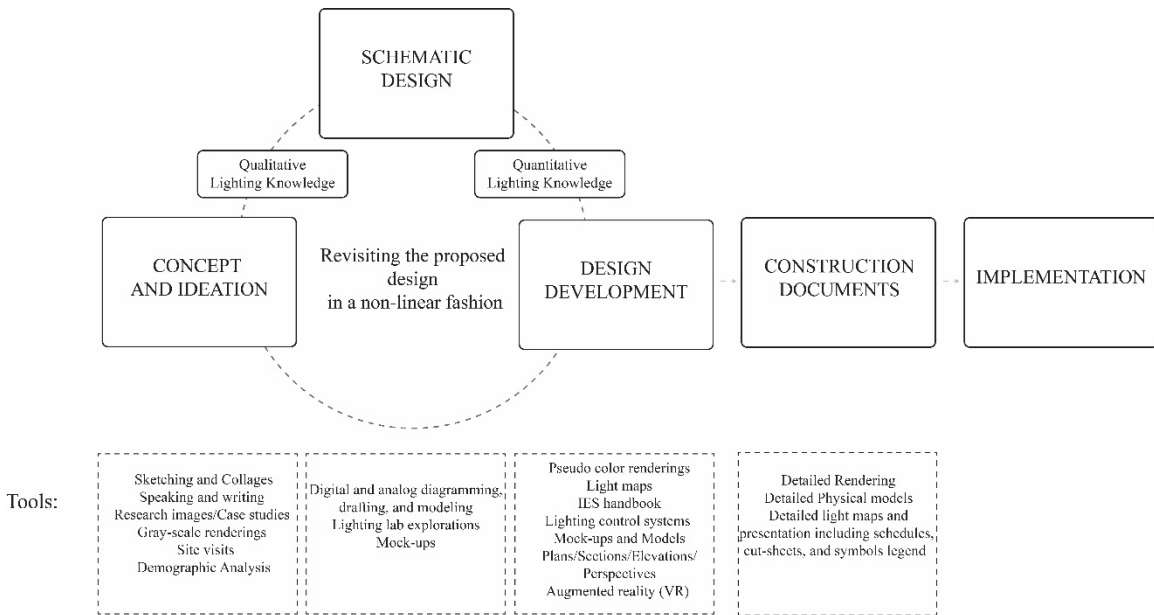 SCHEMATIC
DESIGN
Qualitative
Lighting Knowledge
Quantitative
Lighting Knowledge
CONCEPT
AND IDEATION
Revisiting the proposed
design
in a non-linear fashion
DESIGN
DEVELOPMENT
CONSTRUCTION
DOCUMENTS
IMPLEMENTATION
Tools:
Sketching and Collages
Speaking and writing
Research images/Case studies
Gray-scale renderings
Site visits
Demographic Analysis
Digital and analog diagramming,
drafting, and modeling
Lighting lab explorations
Mock-ups
Pseudo color renderings
Light maps
IES handbook
Lighting control systems
Mock-ups and Models
Plans/Sections/Elevations/
Perspectives
Augmented reality (VR)
Detailed Rendering
Detailed Physical models
Detailed light maps and
presentation including schedules,
cut-sheets, and symbols legend